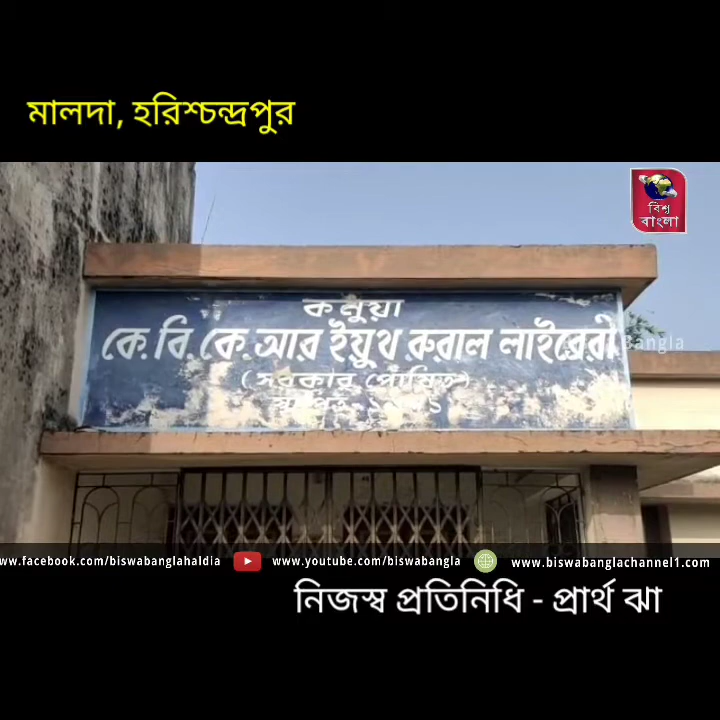 মালদা, হরিশ্চন্দ্রপুর
বিশ্ব
বাংলা
কে.বি.কে.আর ইয়ুথ রুরাল লাইব্রেরী
(সরকার পোষিত)
Bangla
www.facebook.com/biswabanglahaldia www.youtube.com/biswabangla www.biswabanglachannel1.com
নিজস্ব প্রতিনিধি - প্রার্থ ঝা